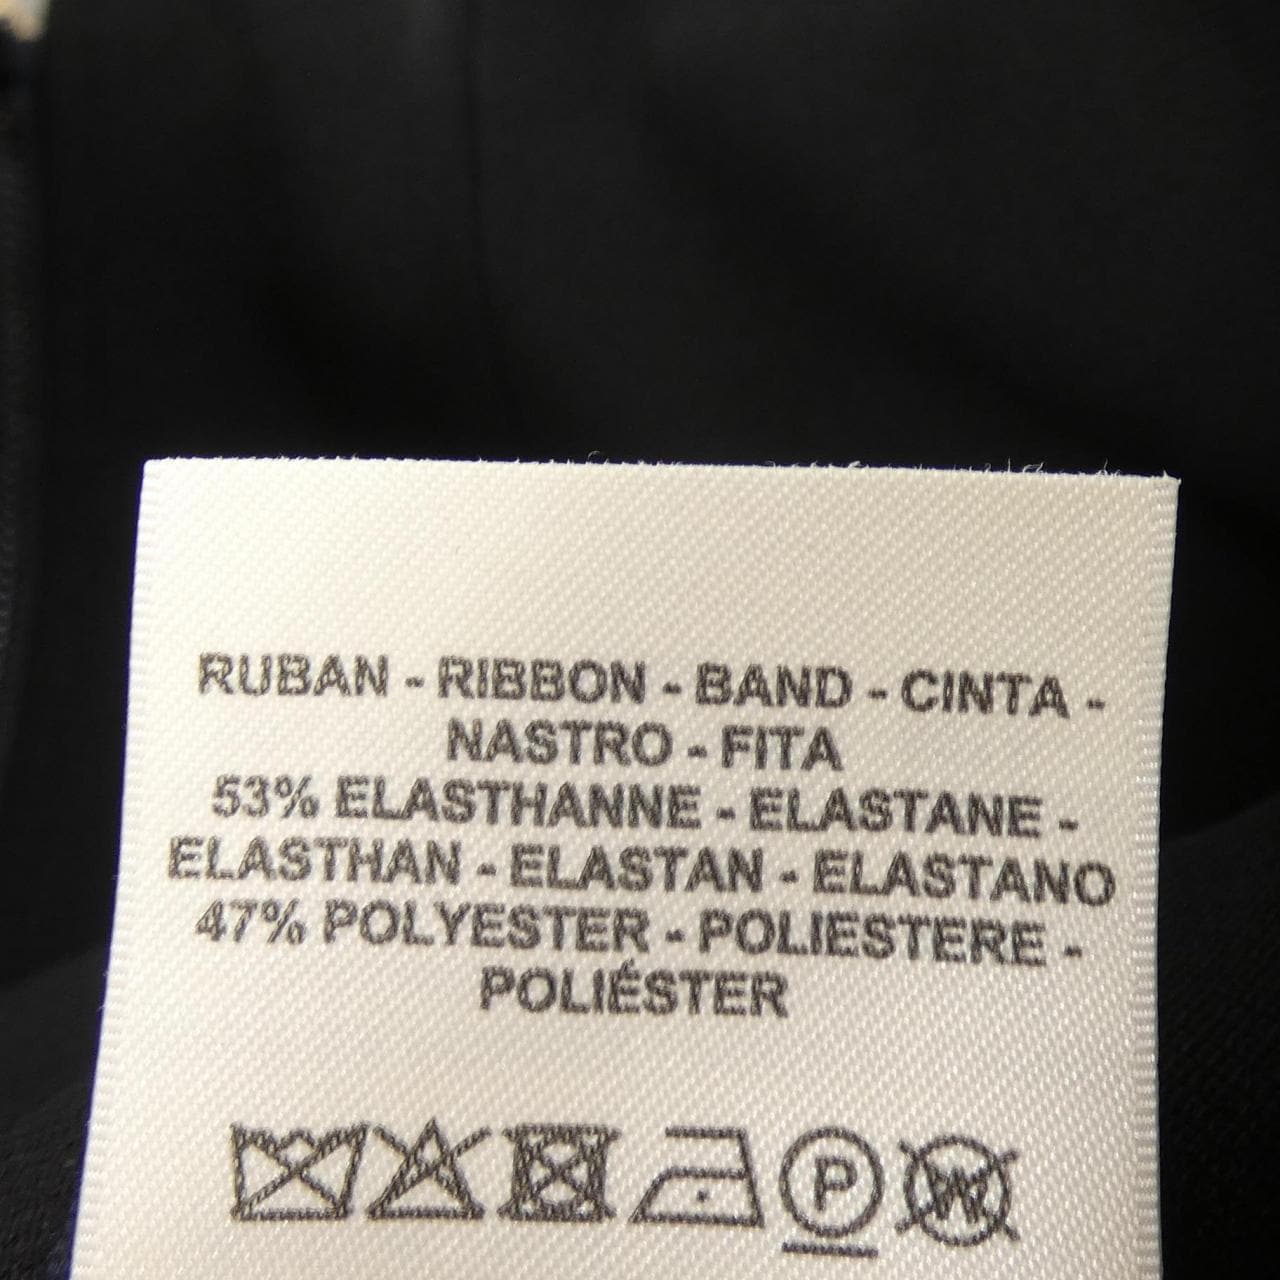 RUBAN - RIBBON - BAND - CINTA -
NASTRO - FITA
53% ELASTHANNE - ELASTANE -
ELASTHAN - ELASTAN - ELASTANO
47% POLYESTER - POLIESTERE -
POLIÉSTER
P W